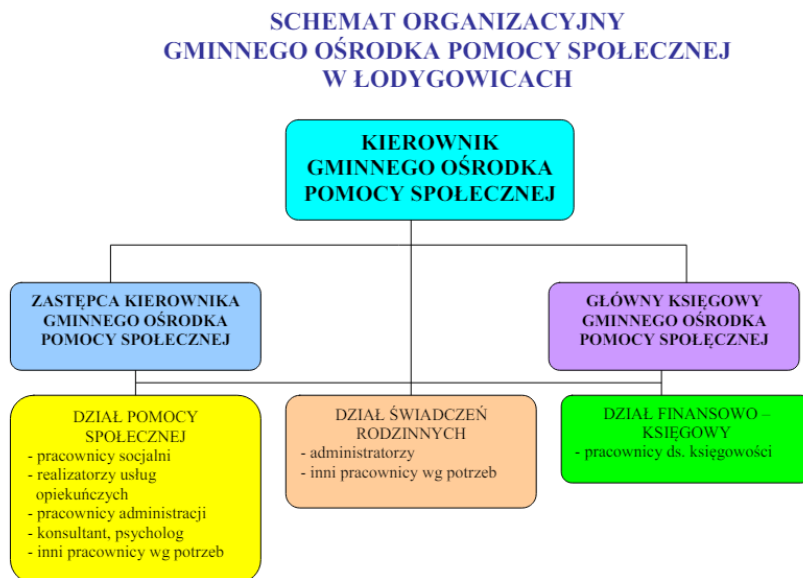 SCHEMAT ORGANIZACYJNY
GMINNEGO OŚRODKA POMOCY SPOŁECZNEJ
W ŁODYGOWICACH
KIEROWNIK
GMINNEGO OŚRODKA
POMOCY SPOŁECZNEJ
ZASTĘPCA KIEROWNIKA
GMINNEGO OŚRODKA
POMOCY SPOŁECZNEJ
GŁÓWNY KSIĘGOWY
GMINNEGO OŚRODKA
POMOCY SPOŁĘCZNEJ
DZIAŁ POMOCY
SPOŁECZNEJ
- pracownicy socjalni
- realizatorzy usług
opiekuńczych
- pracownicy administracji
- konsultant, psycholog
- inni pracownicy wg potrzeb
DZIAŁ ŚWIADCZEŃ
RODZINNYCH
- administratorzy
- inni pracownicy wg potrzeb
DZIAŁ FINANSOWO –
KSIĘGOWY
- pracownicy ds. księgowości